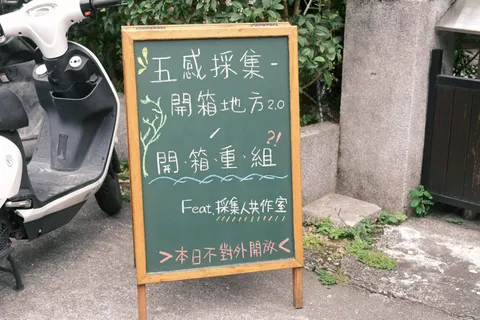 五感採集-
開箱地方2.0
/
?!
開·箱·重·組
Feat.採集人共作室
>本日不對外開放<